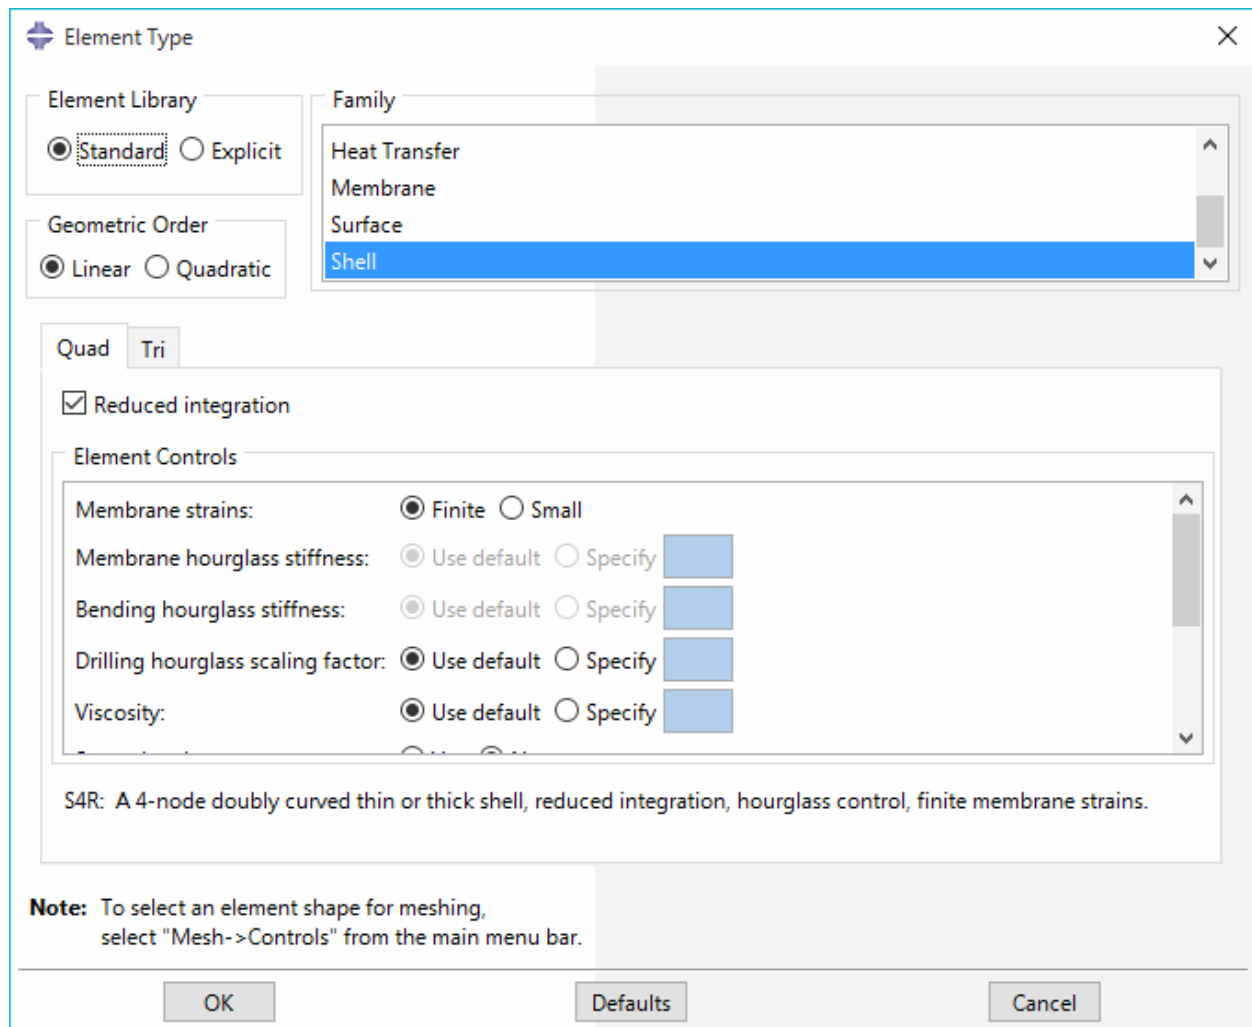 Element Type
Element Library
Standard Explicit
Family
Heat Transfer
Membrane
Surface
Shell
Geometric Order
Linear Quadratic
Quad Tri
Reduced integration
Element Controls
Membrane strains: Finite Small
Membrane hourglass stiffness: Use default Specify
Bending hourglass stiffness: Use default Specify
Drilling hourglass scaling factor: Use default Specify
Viscosity: Use default Specify
S4R: A 4-node doubly curved thin or thick shell, reduced integration, hourglass control, finite membrane strains.
Note: To select an element shape for meshing,
select "Mesh->Controls" from the main menu bar.
OK Defaults Cancel